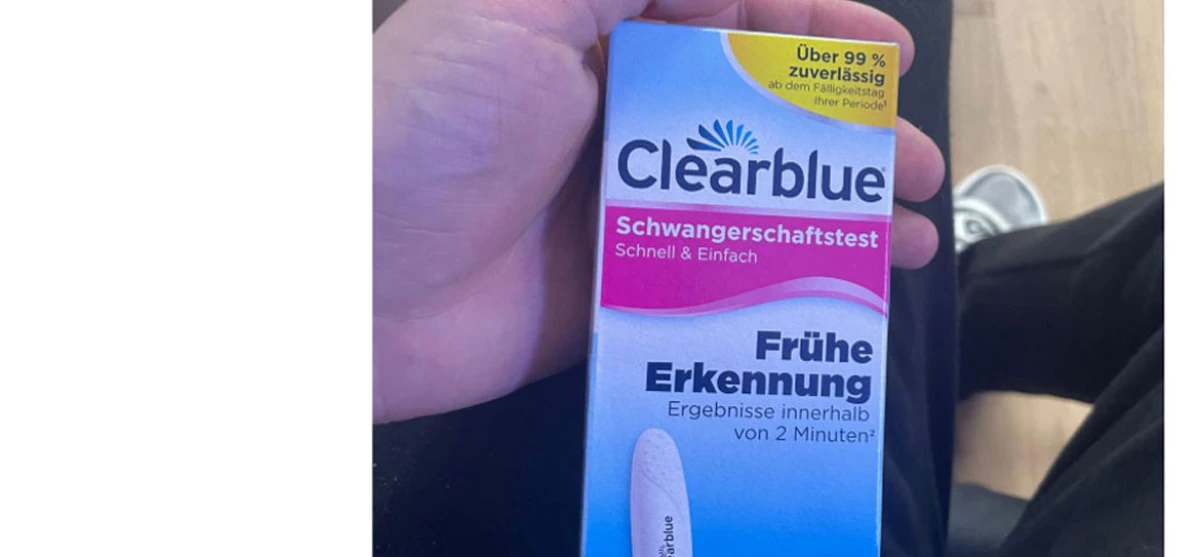 Über 99 %
zuverlässig
ab dem Fälligkeitstag
Ihrer Periode¹
Clearblue
Schwangerschaftstest
Schnell & Einfach
Frühe
Erkennung
Ergebnisse innerhalb
von 2 Minuten²
earblue